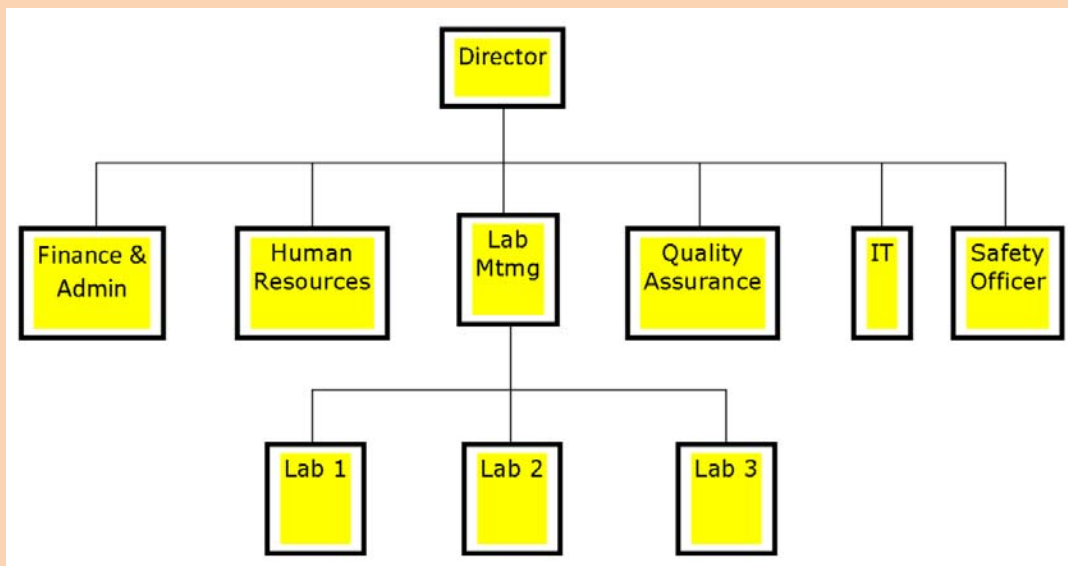 Director
Finance &
Admin
Human
Resources
Lab
Mtmg
Quality
Assurance
IT
Safety
Officer
Lab 1
Lab 2
Lab 3